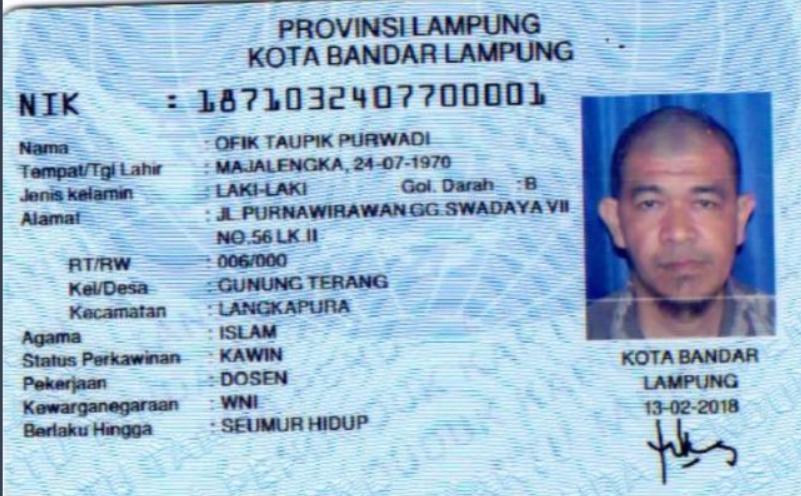 PROVINSI LAMPUNG
KOTA BANDAR LAMPUNG
NIK : 1871032407700001
Nama : OFIK TAUPIK PURWADI
Tempat/Tgl Lahir : MAJALENGKA, 24-07-1970
Jenis kelamin : LAKI-LAKI Gol. Darah : B
Alamat : JL. PURNAWIRAWAN GG. SWADAYA VII
NO.56 LK.II
RT/RW : 006/000
Kel/Desa : GUNUNG TERANG
Kecamatan : LANGKAPURA
Agama : ISLAM
Status Perkawinan : KAWIN
Pekerjaan : DOSEN
Kewarganegaraan : WNI
Berlaku Hingga : SEUMUR HIDUP
KOTA BANDAR
LAMPUNG
13-02-2018